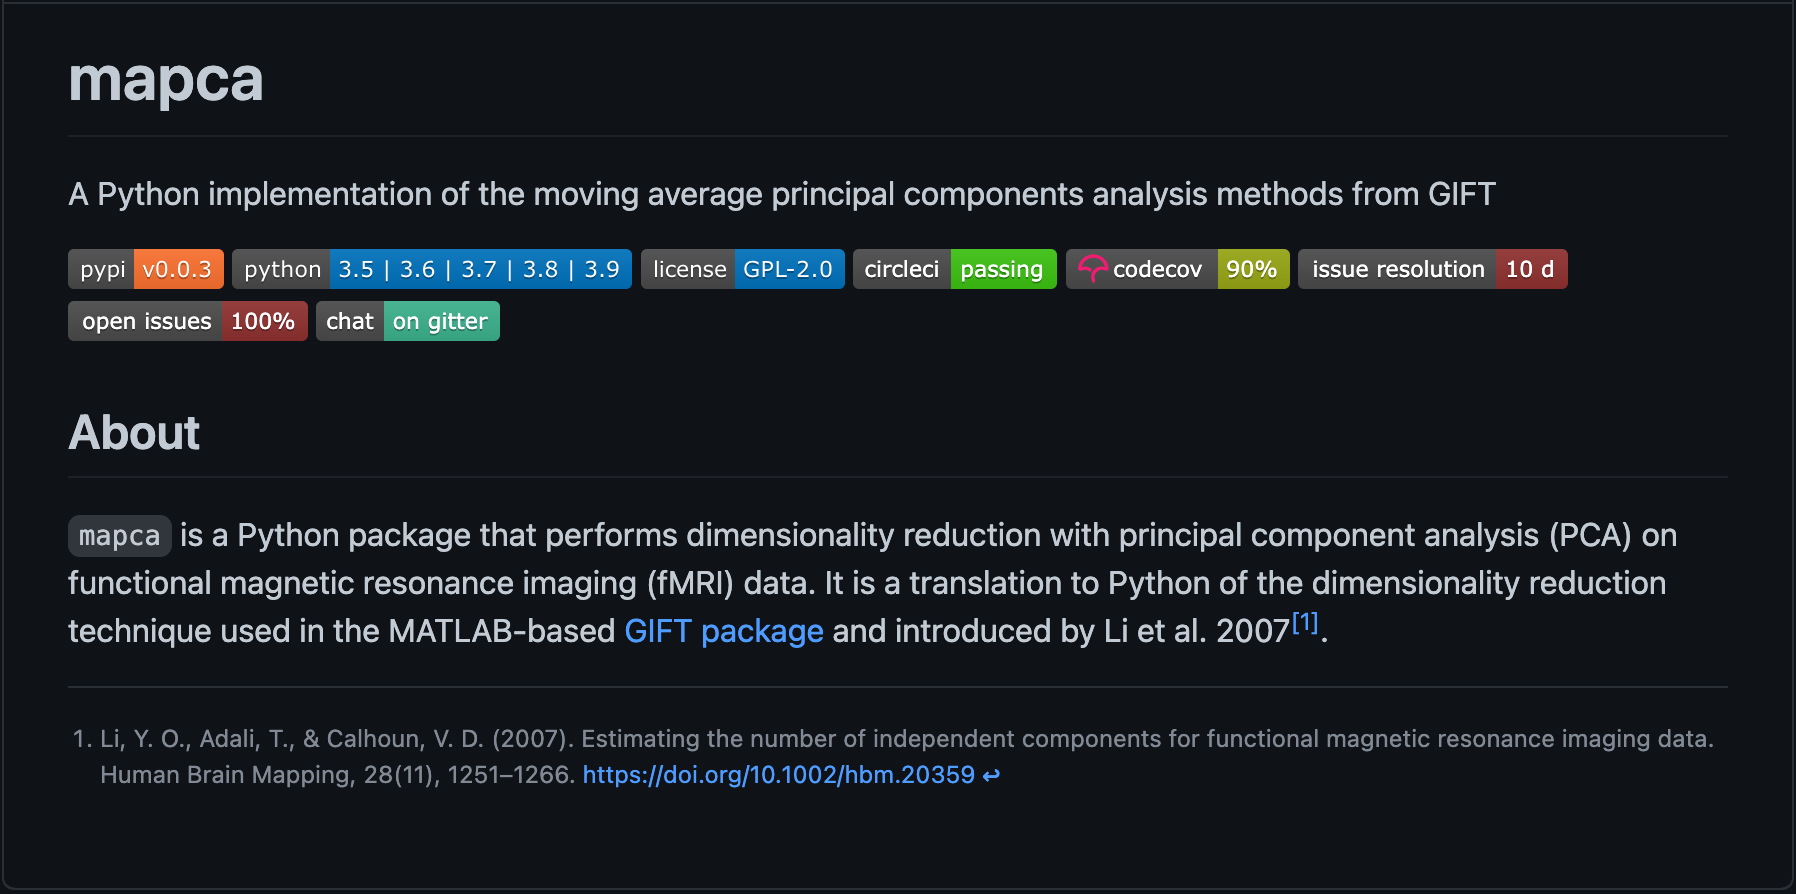 mapca
A Python implementation of the moving average principal components analysis methods from GIFT
pypi v0.0.3 python 3.5 | 3.6 | 3.7 | 3.8 | 3.9 license GPL-2.0 circleci passing codecov 90% issue resolution 10 d
open issues 100% chat on gitter
About
mapca is a Python package that performs dimensionality reduction with principal component analysis (PCA) on
functional magnetic resonance imaging (fMRI) data. It is a translation to Python of the dimensionality reduction
technique used in the MATLAB-based GIFT package and introduced by Li et al. 2007[1].
1. Li, Y. O., Adali, T., & Calhoun, V. D. (2007). Estimating the number of independent components for functional magnetic resonance imaging data.
Human Brain Mapping, 28(11), 1251–1266. https://doi.org/10.1002/hbm.20359 ↩